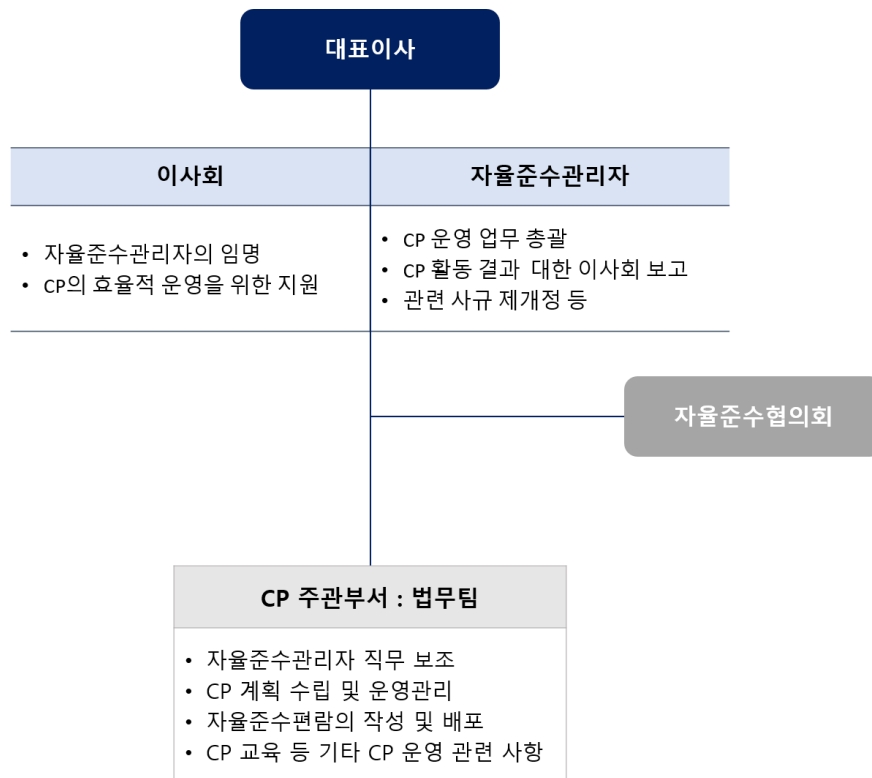 대표이사
이사회
자율준수관리자
• 자율준수관리자의 임명
• CP의 효율적 운영을 위한 지원
• CP 운영 업무 총괄
• CP 활동 결과 대한 이사회 보고
• 관련 사규 제개정 등
자율준수협의회
CP 주관부서 : 법무팀
• 자율준수관리자 직무 보조
• CP 계획 수립 및 운영관리
• 자율준수편람의 작성 및 배포
• CP 교육 등 기타 CP 운영 관련 사항